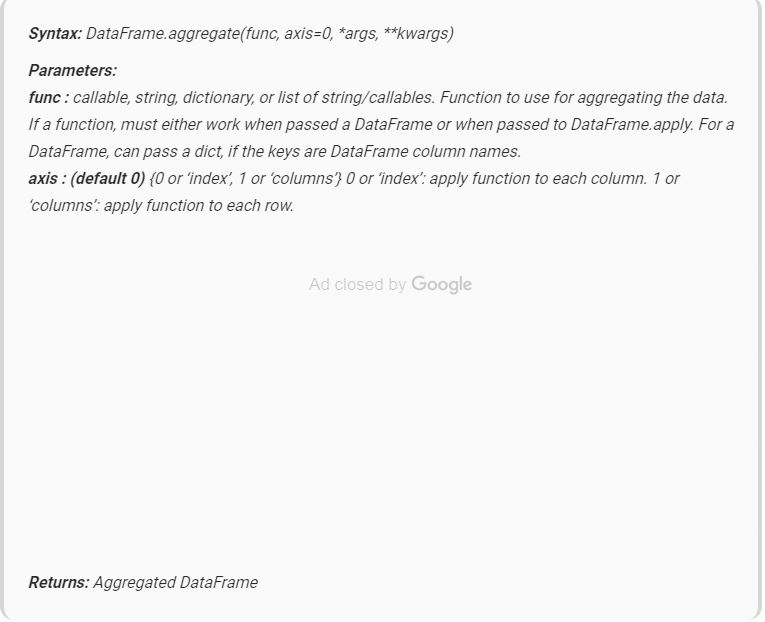 Syntax: DataFrame.aggregate(func, axis=0, *args, **kwargs)
Parameters:
func : callable, string, dictionary, or list of string/callables. Function to use for aggregating the data.
If a function, must either work when passed a DataFrame or when passed to DataFrame.apply. For a
DataFrame, can pass a dict, if the keys are DataFrame column names.
axis : (default 0) {0 or ‘index’, 1 or ‘columns’} 0 or ‘index’: apply function to each column. 1 or
‘columns’: apply function to each row.
Ad closed by Google
Returns: Aggregated DataFrame